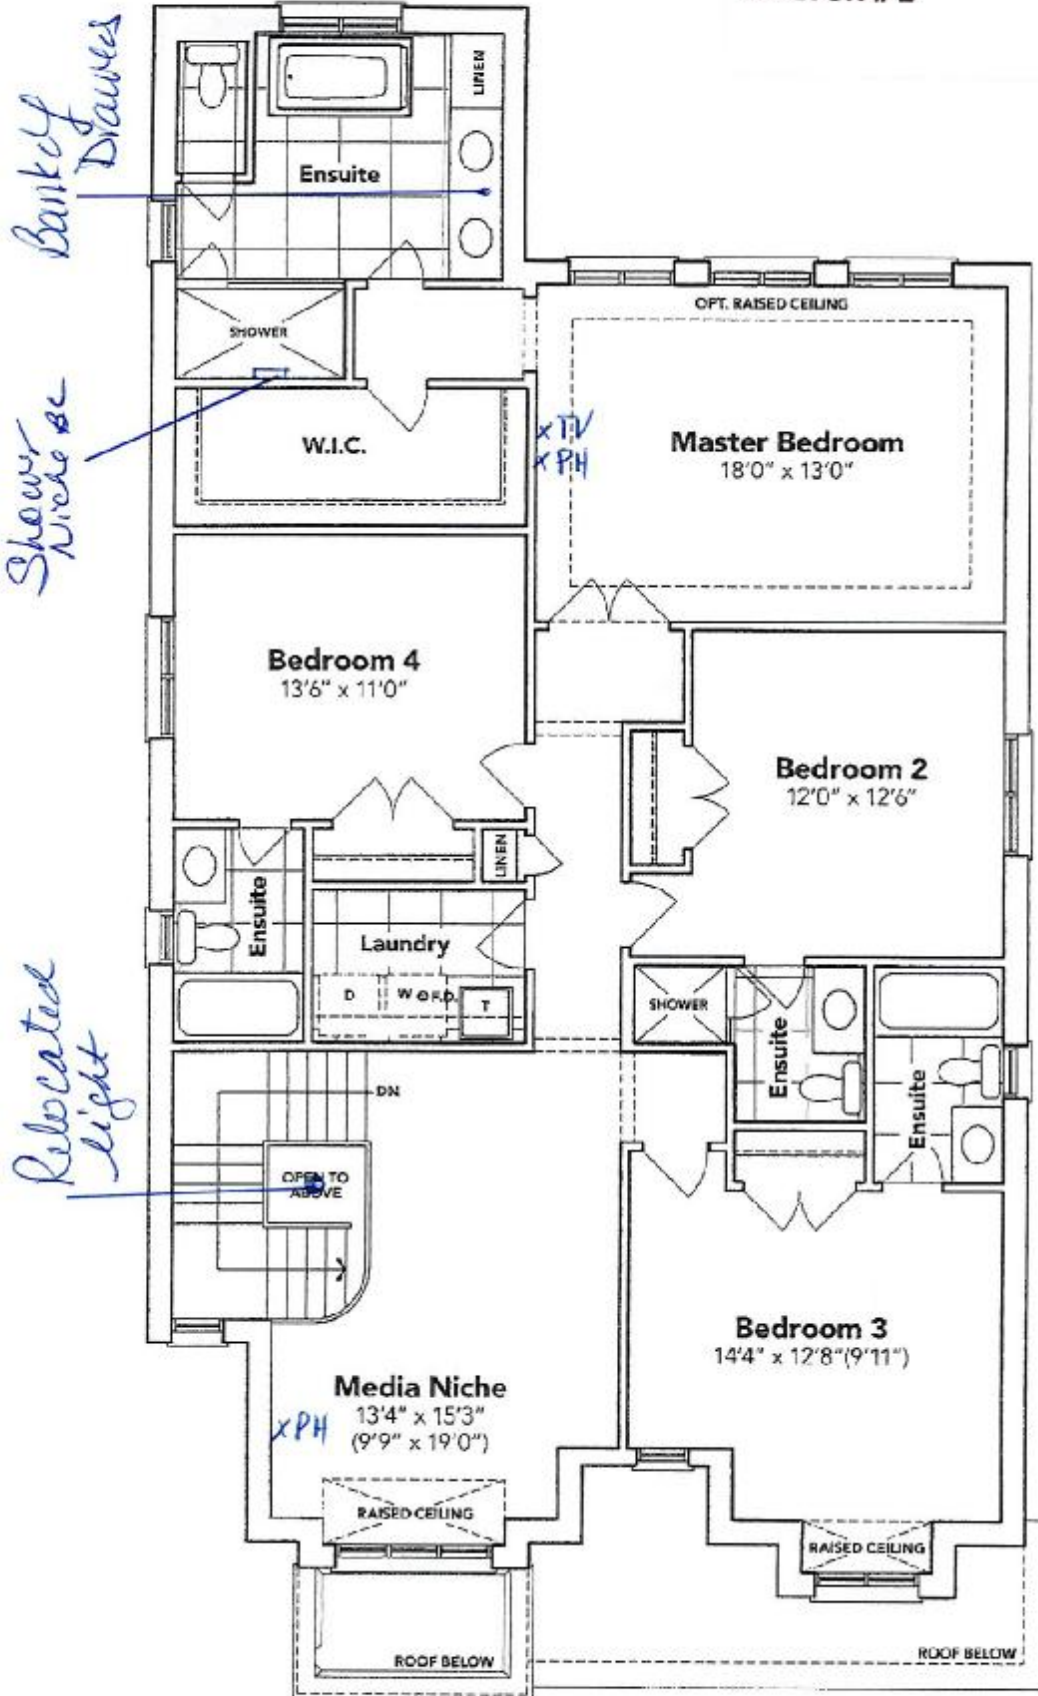 Bank of
Drawers
LINEN
Ensuite
SHOWER
OPT. RAISED CEILING
Shower
Niche
W.I.C.
x TV
x PH
Master Bedroom
18'0" x 13'0"
Bedroom 4
13'6" x 11'0"
Bedroom 2
12'0" x 12'6"
LINEN
Ensuite
Laundry
D
W
F.D.
T
SHOWER
Ensuite
Ensuite
Relocated
light
DN
OPEN TO
ABOVE
Bedroom 3
14'4" x 12'8"(9'11")
Media Niche
13'4" x 15'3"
(9'9" x 19'0")
x PH
RAISED CEILING
RAISED CEILING
ROOF BELOW
ROOF BELOW